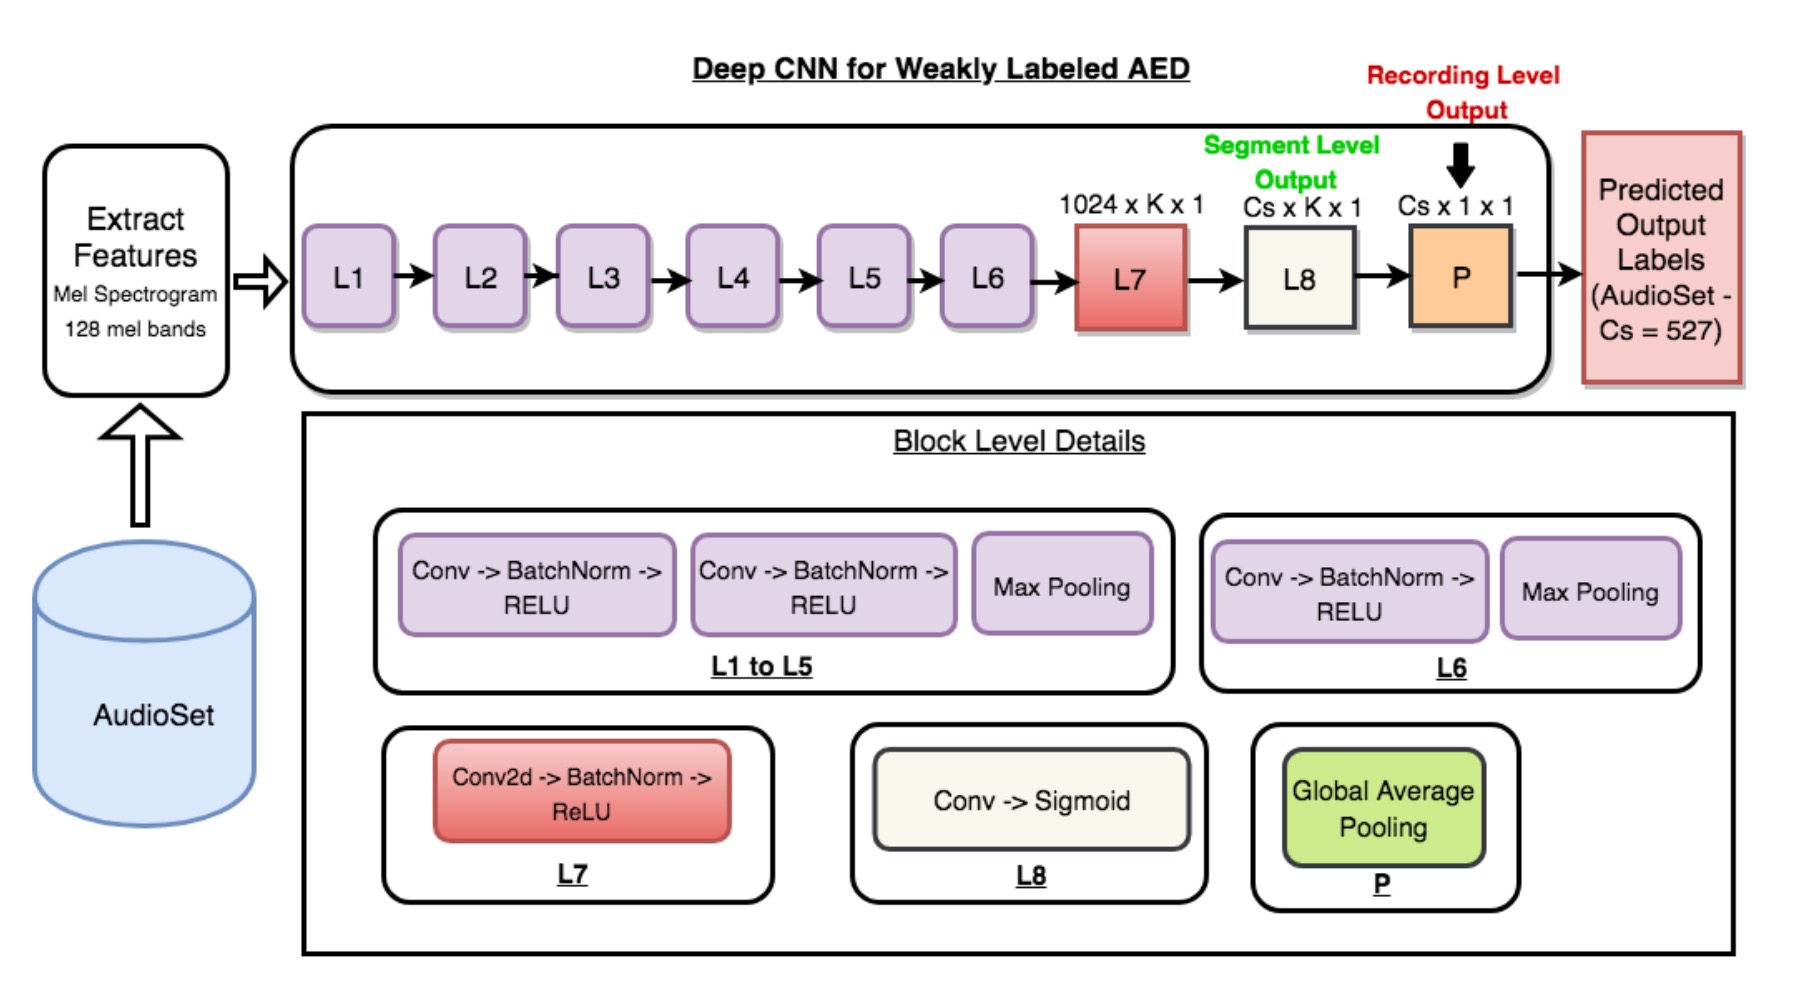 Deep CNN for Weakly Labeled AED
Recording Level
Output
Segment Level
Output
1024 x K x 1
Cs x K x 1
Cs x 1 x 1
Extract
Features
Mel Spectrogram
128 mel bands
L1
L2
L3
L4
L5
L6
L7
L8
P
Predicted
Output
Labels
(AudioSet -
Cs = 527)
AudioSet
Block Level Details
Conv -> BatchNorm ->
RELU
Conv -> BatchNorm ->
RELU
Max Pooling
L1 to L5
Conv -> BatchNorm ->
RELU
Max Pooling
L6
Conv2d -> BatchNorm ->
ReLU
L7
Conv -> Sigmoid
L8
Global Average
Pooling
P